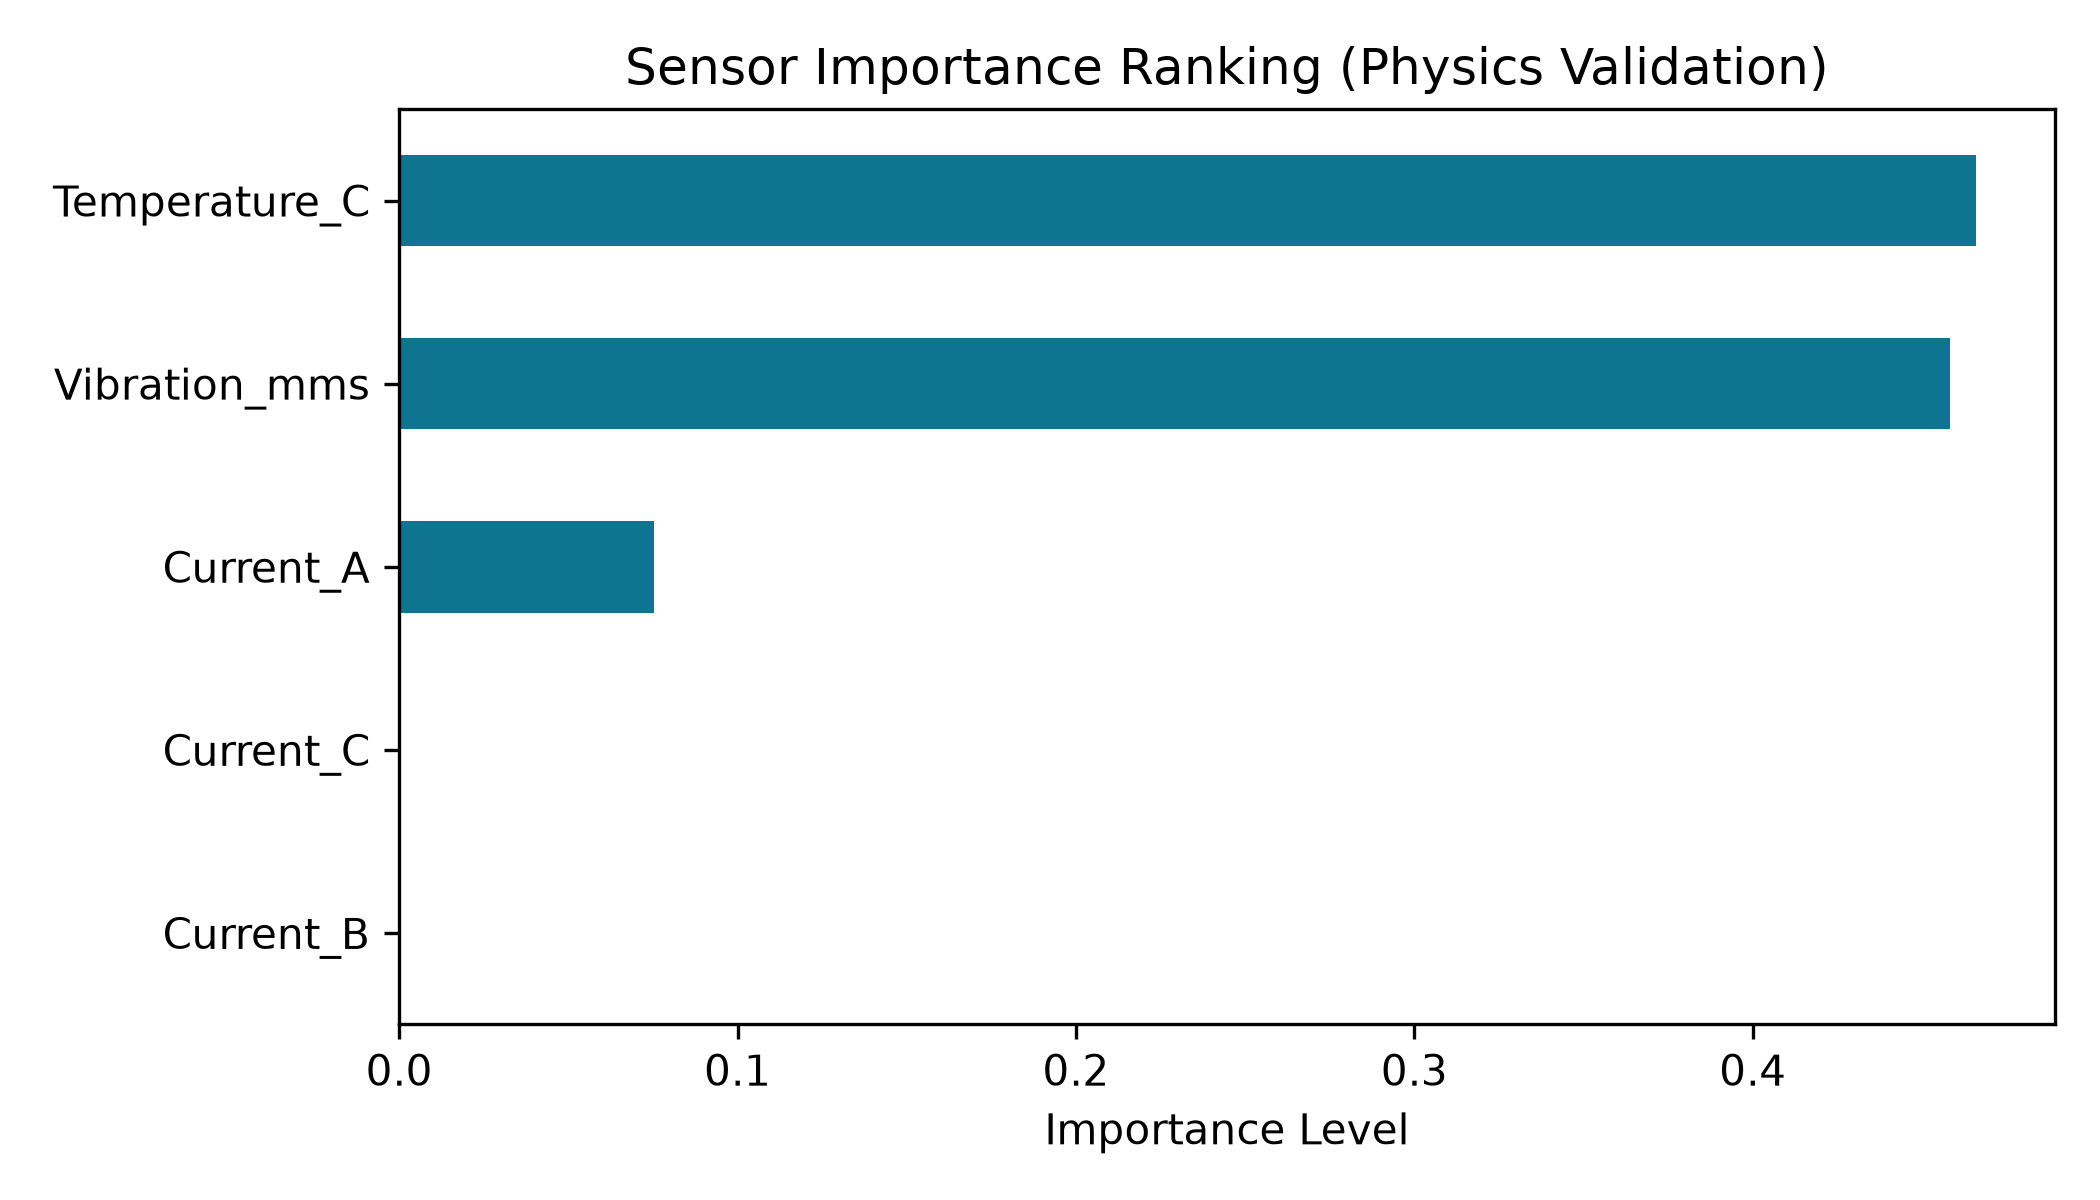 Sensor Importance Ranking (Physics Validation)
Temperature_C
Vibration_mms
Current_A
Current_C
Current_B
0.0 0.1 0.2 0.3 0.4
Importance Level